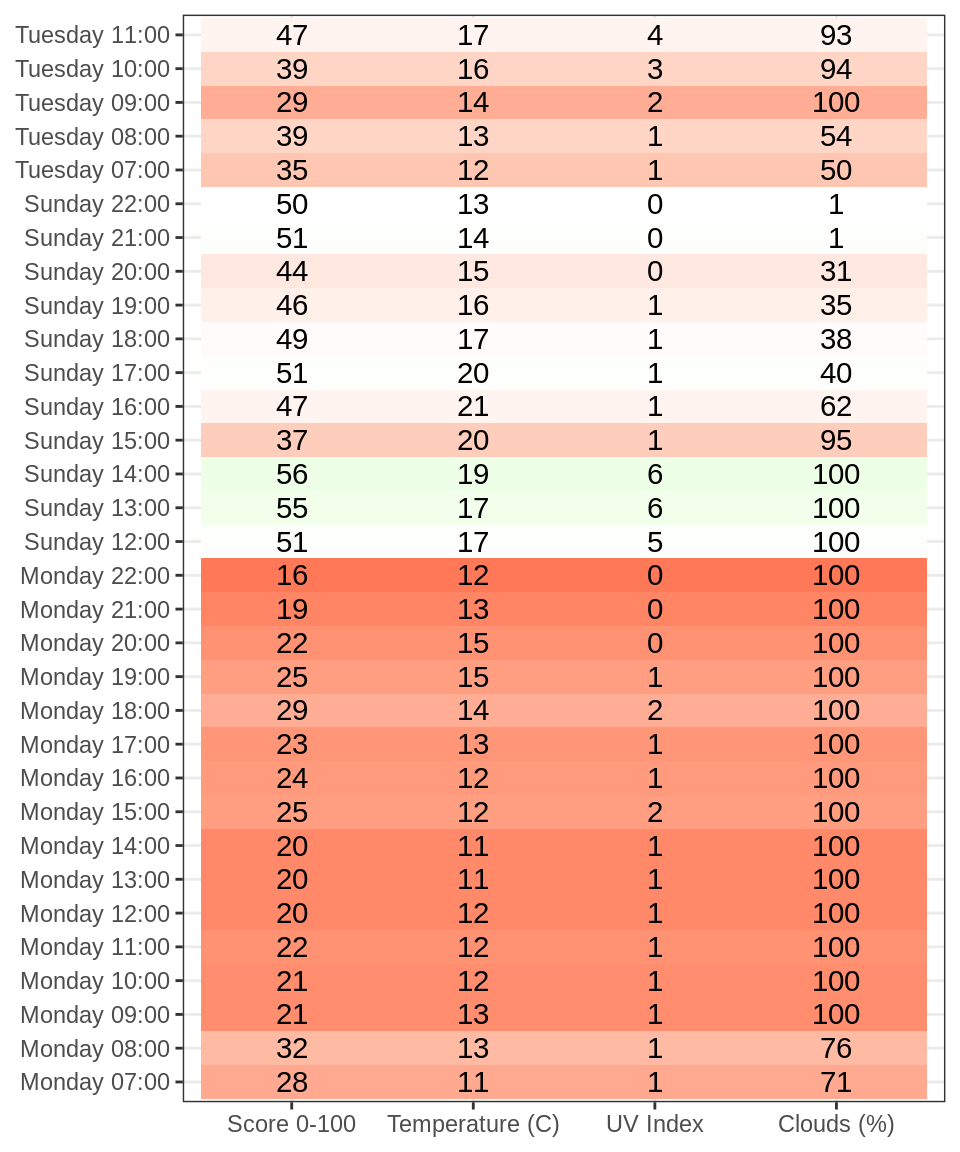 Tuesday 11:00 47 17 4 93
Tuesday 10:00 39 16 3 94
Tuesday 09:00 29 14 2 100
Tuesday 08:00 39 13 1 54
Tuesday 07:00 35 12 1 50
Sunday 22:00 50 13 0 1
Sunday 21:00 51 14 0 1
Sunday 20:00 44 15 0 31
Sunday 19:00 46 16 1 35
Sunday 18:00 49 17 1 38
Sunday 17:00 51 20 1 40
Sunday 16:00 47 21 1 62
Sunday 15:00 37 20 1 95
Sunday 14:00 56 19 6 100
Sunday 13:00 55 17 6 100
Sunday 12:00 51 17 5 100
Monday 22:00 16 12 0 100
Monday 21:00 19 13 0 100
Monday 20:00 22 15 0 100
Monday 19:00 25 15 1 100
Monday 18:00 29 14 2 100
Monday 17:00 23 13 1 100
Monday 16:00 24 12 1 100
Monday 15:00 25 12 2 100
Monday 14:00 20 11 1 100
Monday 13:00 20 11 1 100
Monday 12:00 20 12 1 100
Monday 11:00 22 12 1 100
Monday 10:00 21 12 1 100
Monday 09:00 21 13 1 100
Monday 08:00 32 13 1 76
Monday 07:00 28 11 1 71
Score 0-100 Temperature (C) UV Index Clouds (%)